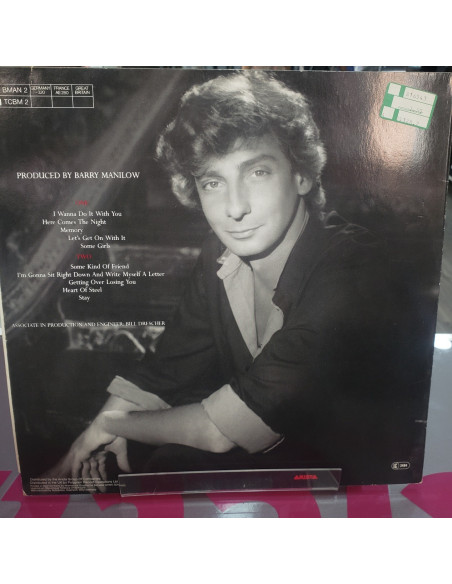 BMAN 2
TCBM 2
GERMANY
FRANCE
GREAT
BRITAIN
PRODUCED BY BARRY MANILOW
I Wanna Do It With You
Here Comes The Night
Memory
Let's Get On With It
Some Girls
Some Kind Of Friend
I'm Gonna Sit Right Down And Write Myself A Letter
Getting Over Losing You
Heart Of Steel
Stay
ASSOCIATE IN PRODUCTION AND ENGINEER: BILL DRESCHER
ARISTA